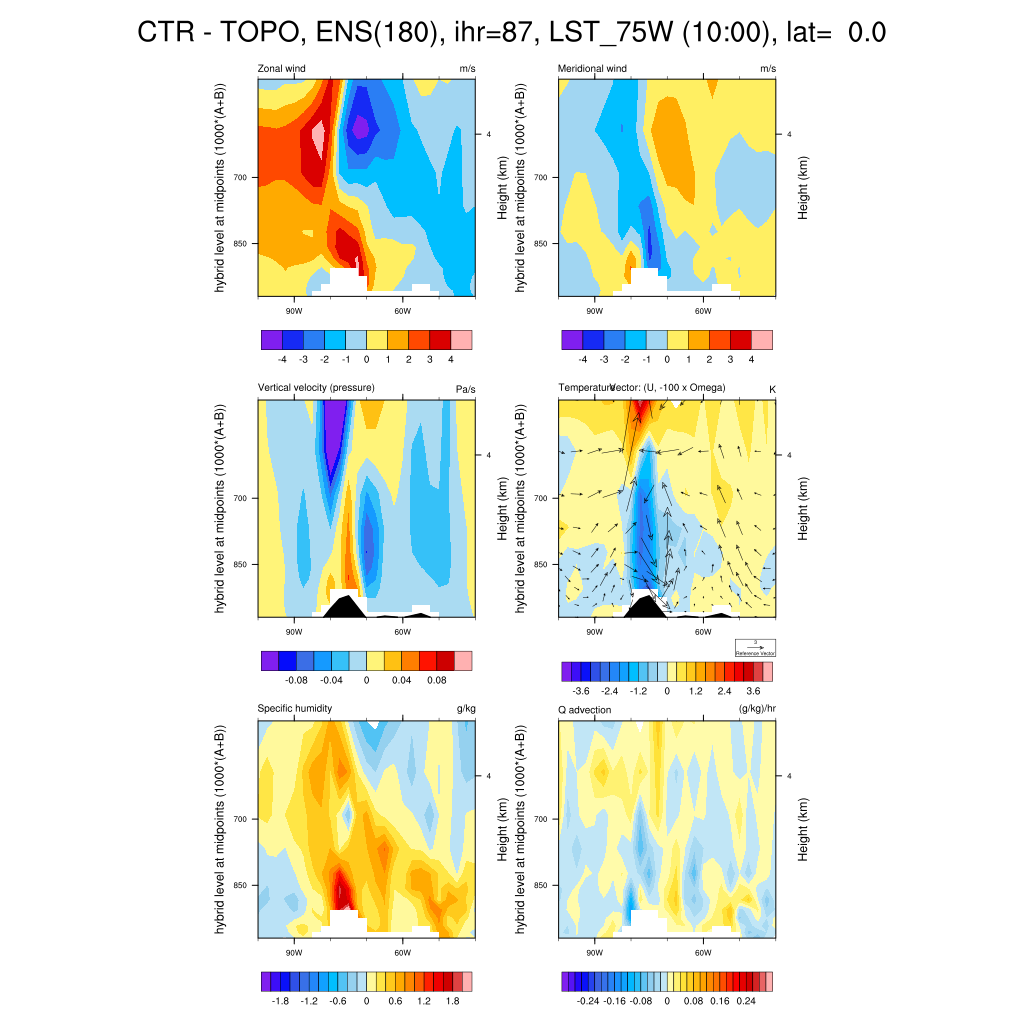 CTR - TOPO, ENS(180), ihr=87, LST_75W (10:00), lat= 0.0
Zonal wind m/s
hybrid level at midpoints (1000*(A+B))
700
850
4
Height (km)
90W 60W
-4 -3 -2 -1 0 1 2 3 4
Meridional wind m/s
hybrid level at midpoints (1000*(A+B))
700
850
4
Height (km)
90W 60W
-4 -3 -2 -1 0 1 2 3 4
Vertical velocity (pressure) Pa/s
hybrid level at midpoints (1000*(A+B))
700
850
4
Height (km)
90W 60W
-0.08 -0.04 0 0.04 0.08
Temperature Vector: (U, -100 x Omega) K
hybrid level at midpoints (1000*(A+B))
700
850
4
Height (km)
90W 60W
3
Reference Vector
-3.6 -2.4 -1.2 0 1.2 2.4 3.6
Specific humidity g/kg
hybrid level at midpoints (1000*(A+B))
700
850
4
Height (km)
90W 60W
-1.8 -1.2 -0.6 0 0.6 1.2 1.8
Q advection (g/kg)/hr
hybrid level at midpoints (1000*(A+B))
700
850
4
Height (km)
90W 60W
-0.24 -0.16 -0.08 0 0.08 0.16 0.24